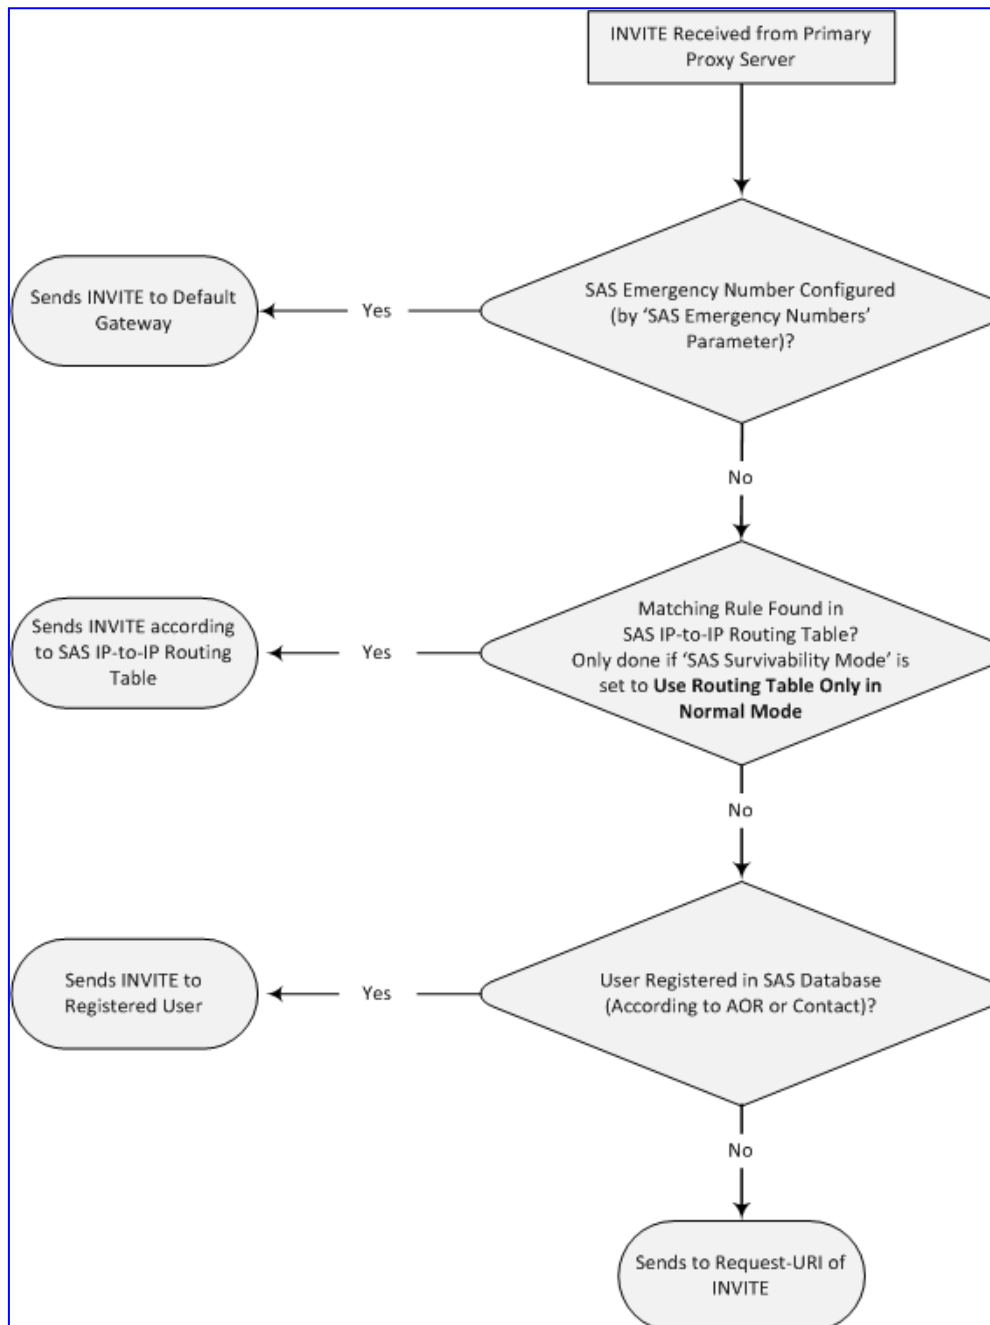 INVITE Received from Primary
Proxy Server
SAS Emergency Number Configured
(by ‘SAS Emergency Numbers’
Parameter)?
Yes
Sends INVITE to Default
Gateway
No
Matching Rule Found in
SAS IP-to-IP Routing Table?
Only done if ‘SAS Survivability Mode’ is
set to Use Routing Table Only in
Normal Mode
Yes
Sends INVITE according
to SAS IP-to-IP Routing
Table
No
User Registered in SAS Database
(According to AOR or Contact)?
Yes
Sends INVITE to
Registered User
No
Sends to Request-URI of
INVITE